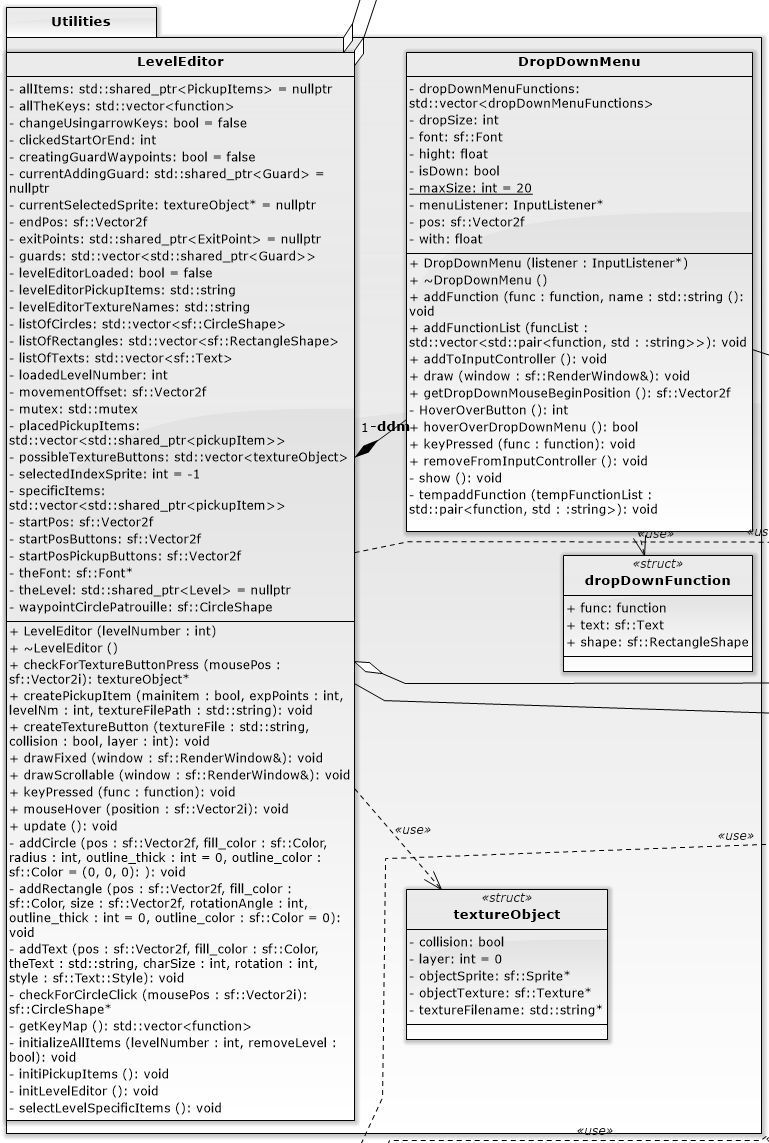 Utilities
LevelEditor
- allItems: std::shared_ptr<PickupItems> = nullptr
- allTheKeys: std::vector<function>
- changeUsingarrowKeys: bool = false
- clickedStartOrEnd: int
- creatingGuardWaypoints: bool = false
- currentAddingGuard: std::shared_ptr<Guard> =
nullptr
- currentSelectedSprite: textureObject* = nullptr
- endPos: sf::Vector2f
- exitPoints: std::shared_ptr<ExitPoint> = nullptr
- guards: std::vector<std::shared_ptr<Guard>>
- levelEditorLoaded: bool = false
- levelEditorPickupItems: std::string
- levelEditorTextureNames: std::string
- listOfCircles: std::vector<sf::CircleShape>
- listOfRectangles: std::vector<sf::RectangleShape>
- listOfTexts: std::vector<sf::Text>
- loadedLevelNumber: int
- movementOffset: sf::Vector2f
- mutex: std::mutex
- placedPickupItems:
std::vector<std::shared_ptr<pickupItem>>
- possibleTextureButtons: std::vector<textureObject>
- selectedIndexSprite: int = -1
- specificItems:
std::vector<std::shared_ptr<pickupItem>>
- startPos: sf::Vector2f
- startPosButtons: sf::Vector2f
- startPosPickupButtons: sf::Vector2f
- theFont: sf::Font*
- theLevel: std::shared_ptr<Level> = nullptr
- waypointCirclePatrouille: sf::CircleShape
+ LevelEditor (levelNumber : int)
+ ~LevelEditor ()
+ checkForTextureButtonPress (mousePos :
sf::Vector2i): textureObject*
+ createPickupItem (mainitem : bool, expPoints : int,
levelNm : int, textureFilePath : std::string): void
+ createTextureButton (textureFile : std::string,
collision : bool, layer : int): void
+ drawFixed (window : sf::RenderWindow&): void
+ drawScrollable (window : sf::RenderWindow&): void
+ keyPressed (func : function): void
+ mouseHover (position : sf::Vector2i): void
+ update (): void
- addCircle (pos : sf::Vector2f, fill_color : sf::Color,
radius : int, outline_thick : int = 0, outline_color :
sf::Color = (0, 0, 0): ): void
- addRectangle (pos : sf::Vector2f, fill_color :
sf::Color, size : sf::Vector2f, rotationAngle : int,
outline_thick : int = 0, outline_color : sf::Color = 0):
void
- addText (pos : sf::Vector2f, fill_color : sf::Color,
theText : std::string, charSize : int, rotation : int,
style : sf::Text::Style): void
- checkForCircleClick (mousePos : sf::Vector2i):
sf::CircleShape*
- getKeyMap (): std::vector<function>
- initializeAllItems (levelNumber : int, removeLevel :
bool): void
- initiPickupItems (): void
- initLevelEditor (): void
- selectLevelSpecificItems (): void
1 -ddm
DropDownMenu
- dropDownMenuFunctions:
std::vector<dropDownMenuFunctions>
- dropSize: int
- font: sf::Font
- hight: float
- isDown: bool
- maxSize: int = 20
- menuListener: InputListener*
- pos: sf::Vector2f
- with: float
+ DropDownMenu (listener : InputListener*)
+ ~DropDownMenu ()
+ addFunction (func : function, name : std::string ():
void
+ addFunctionList (funcList :
std::vector<std::pair<function, std : :string>>): void
+ addToInputController (): void
+ draw (window : sf::RenderWindow&): void
+ getDropDownMouseBeginPosition (): sf::Vector2f
- HoverOverButton (): int
+ hoverOverDropDownMenu (): bool
+ keyPressed (func : function): void
+ removeFromInputController (): void
- show (): void
- tempaddFunction (tempFunctionList :
std::pair<function, std : :string>): void
«use»
«us
«struct»
dropDownFunction
+ func: function
+ text: sf::Text
+ shape: sf::RectangleShape
«use»
«use»
«struct»
textureObject
- collision: bool
- layer: int = 0
- objectSprite: sf::Sprite*
- objectTexture: sf::Texture*
- textureFilename: std::string*
«use»